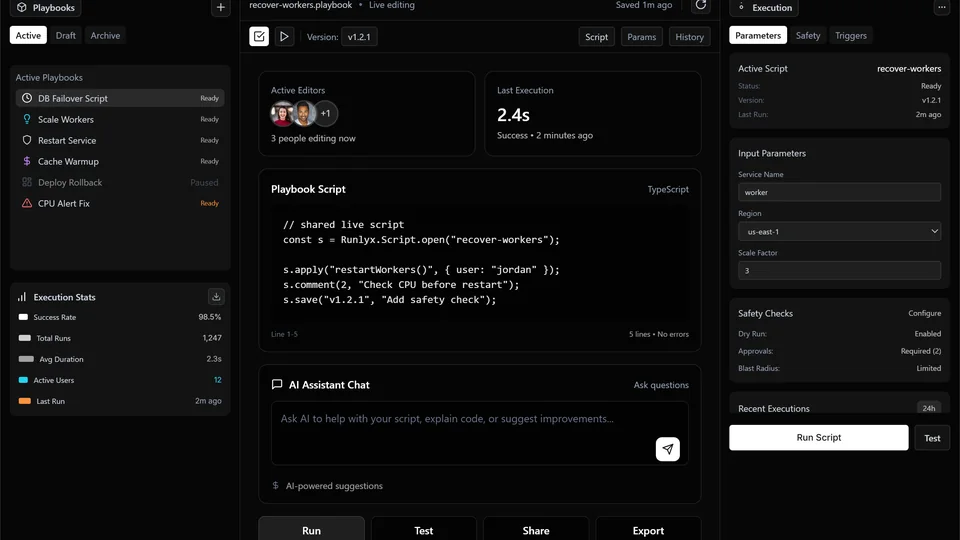 Playbooks
Active
Draft
Archive
Active Playbooks
DB Failover Script Ready
Scale Workers Ready
Restart Service Ready
Cache Warmup Ready
Deploy Rollback Paused
CPU Alert Fix Ready
Execution Stats
Success Rate 98.5%
Total Runs 1,247
Avg Duration 2.3s
Active Users 12
Last Run 2m ago
recover-workers.playbook • Live editing Saved 1m ago
Version: v1.2.1 Script Params History
Active Editors
+1
3 people editing now
Last Execution
2.4s
Success • 2 minutes ago
Playbook Script TypeScript
// shared live script
const s = Runlyx.Script.open("recover-workers");
s.apply("restartWorkers()", { user: "jordan" });
s.comment(2, "Check CPU before restart");
s.save("v1.2.1", "Add safety check");
Line 1-5 5 lines • No errors
AI Assistant Chat Ask questions
Ask AI to help with your script, explain code, or suggest improvements...
AI-powered suggestions
Run Test Share Export
Execution
Parameters Safety Triggers
Active Script recover-workers
Status: Ready
Version: v1.2.1
Last Run: 2m ago
Input Parameters
Service Name
worker
Region
us-east-1
Scale Factor
3
Safety Checks Configure
Dry Run: Enabled
Approvals: Required (2)
Blast Radius: Limited
Recent Executions 24h
Run Script Test